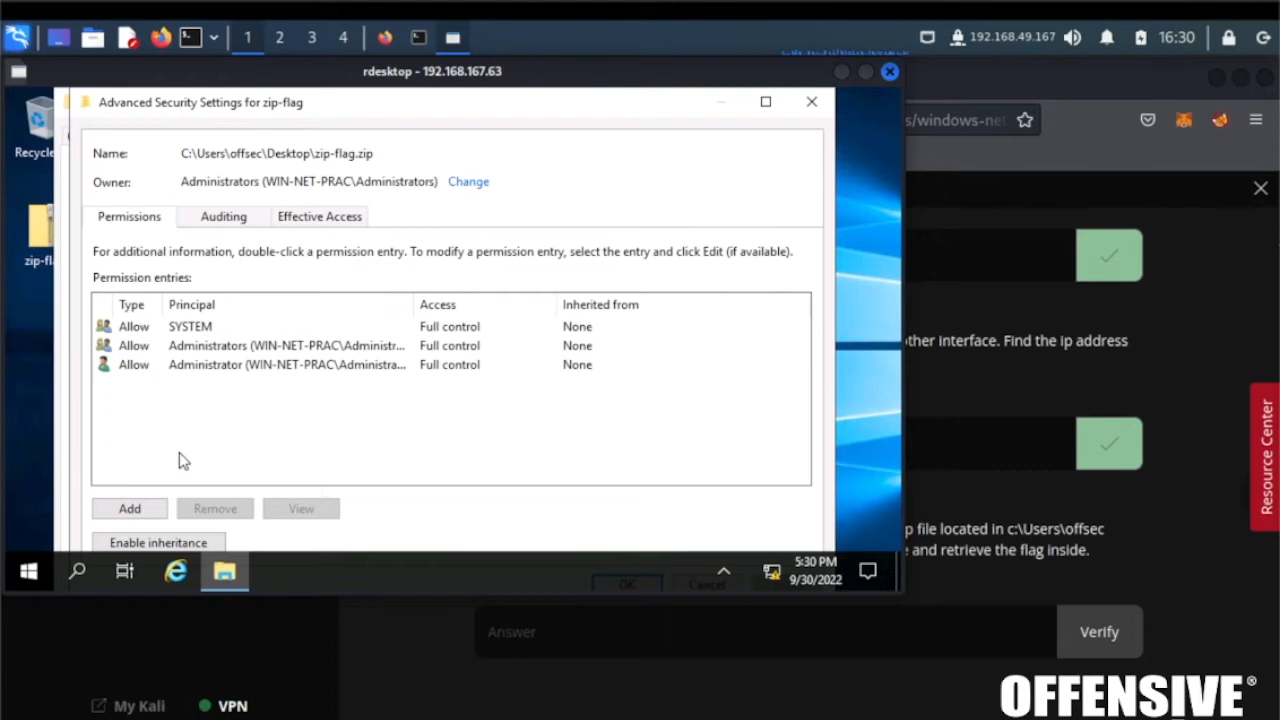 1 2 3 4
192.168.49.167
16:30
rdesktop - 192.168.167.63
s/windows-net
Recycle
zip-fl
Advanced Security Settings for zip-flag
Name: C:\Users\offsec\Desktop\zip-flag.zip
Owner: Administrators (WIN-NET-PRAC\Administrators) Change
Permissions Auditing Effective Access
For additional information, double-click a permission entry. To modify a permission entry, select the entry and click Edit (if available).
Permission entries:
Type Principal Access Inherited from
Allow SYSTEM Full control None
Allow Administrators (WIN-NET-PRAC\Administr... Full control None
Allow Administrator (WIN-NET-PRAC\Administra... Full control None
Add Remove View
Enable inheritance
OK Cancel
5:30 PM
9/30/2022
other interface. Find the ip address
p file located in c:\Users\offsec
e and retrieve the flag inside.
Resource Center
Answer
Verify
My Kali VPN
OFFENSIVE®